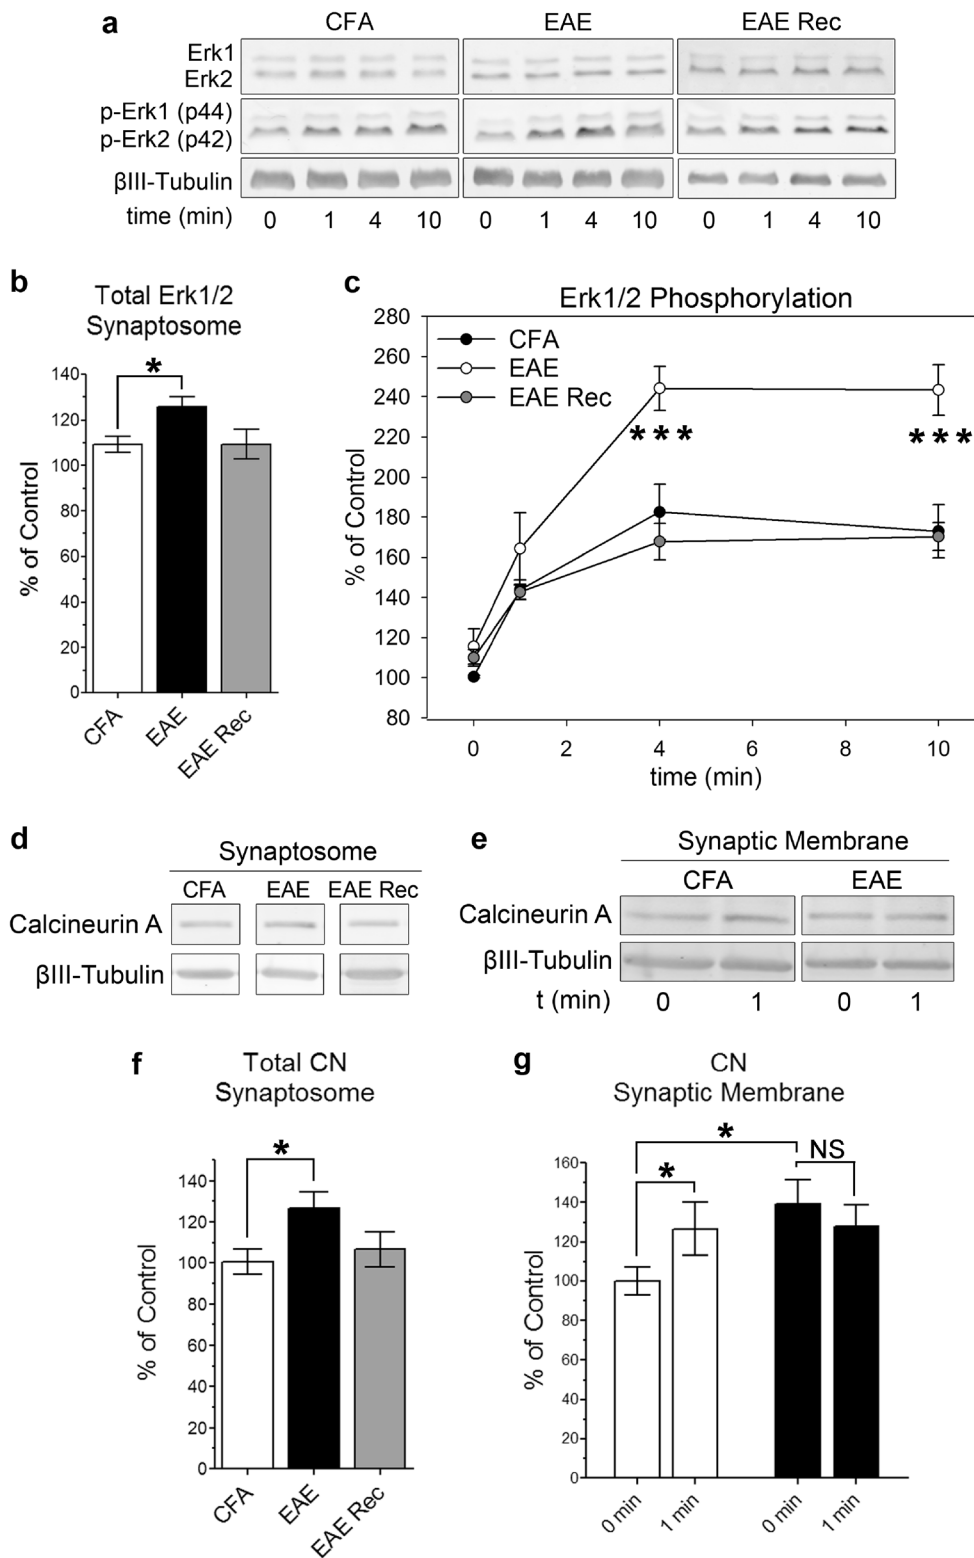 a
CFA EAE EAE Rec
Erk1
Erk2
p-Erk1 (p44)
p-Erk2 (p42)
βIII-Tubulin
time (min) 0 1 4 10 0 1 4 10 0 1 4 10
b
Total Erk1/2
Synaptosome
*
140
120
100
80
60
40
20
0
% of Control
CFA EAE EAE Rec
c
Erk1/2 Phosphorylation
280
260
240
220
200
180
160
140
120
100
80
% of Control
CFA
EAE
EAE Rec
*** ***
0 2 4 6 8 10
time (min)
d
Synaptosome
CFA EAE EAE Rec
Calcineurin A
βIII-Tubulin
e
Synaptic Membrane
CFA EAE
Calcineurin A
βIII-Tubulin
t (min) 0 1 0 1
f
Total CN
Synaptosome
*
140
120
100
80
60
40
20
0
% of Control
CFA EAE EAE Rec
g
CN
Synaptic Membrane
* * NS
160
140
120
100
80
60
40
20
0
% of Control
0 min 1 min 0 min 1 min